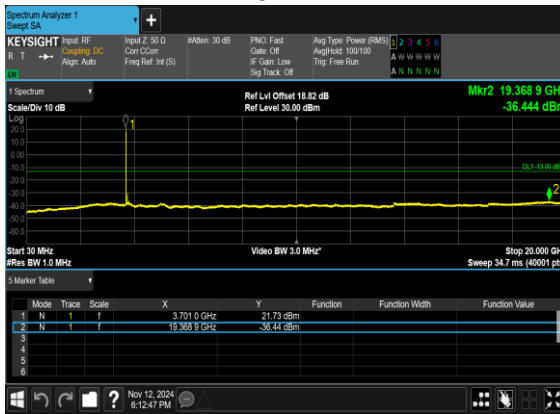 Spectrum Analyzer 1
Swept SA
+
KEYSIGHT Input: RF Input Z: 50 Ω #Atten: 30 dB PNO: Fast Avg Type: Power (RMS) 1 2 3 4 5 6
R T Coupling: DC Corr CCorr Gate: Off Avg|Hold: 100/100 A W W W W W
Align: Auto Freq Ref: Int (S) IF Gain: Low Trig: Free Run
Sig Track: Off A N N N N N
1 Spectrum Ref Lvl Offset 18.82 dB Mkr2 19.368 9 GH
Scale/Div 10 dB Ref Level 30.00 dBm -36.444 dBm
Log
20.0 1
10.0
0.00
-10.0 DL1 -13.00 dB
-20.0
-30.0 2
-40.0
-50.0
-60.0
Start 30 MHz Video BW 3.0 MHz* Stop 20.000 GH
#Res BW 1.0 MHz Sweep 34.7 ms (40001 pt
5 Marker Table
Mode Trace Scale X Y Function Function Width Function Value
1 N 1 f 3.701 0 GHz 21.73 dBm
2 N 1 f 19.368 9 GHz -36.44 dBm
3
4
5
6
? Nov 12, 2024
6:12:47 PM